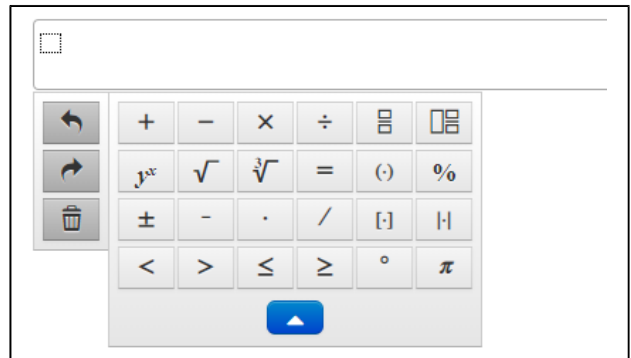 + − × ÷
yˣ √ ∛ = (·) %
± - · / [·] |·|
< > ≤ ≥ ° π